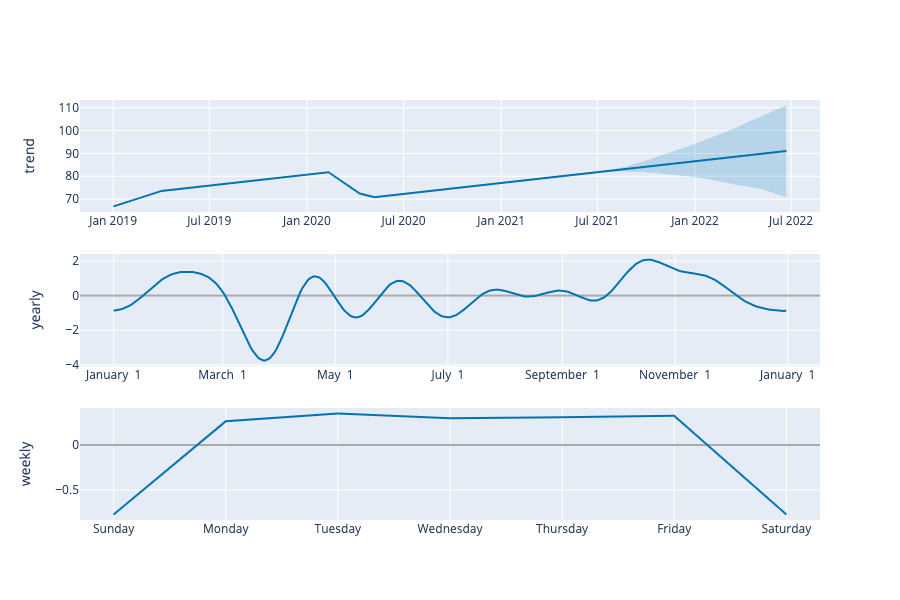 trend
110
100
90
80
70
Jan 2019 Jul 2019 Jan 2020 Jul 2020 Jan 2021 Jul 2021 Jan 2022 Jul 2022
yearly
2
0
−2
−4
January 1 March 1 May 1 July 1 September 1 November 1 January 1
weekly
0
−0.5
Sunday Monday Tuesday Wednesday Thursday Friday Saturday